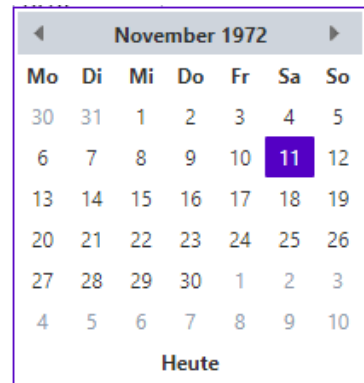 November 1972
Mo Di Mi Do Fr Sa So
30 31 1 2 3 4 5
6 7 8 9 10 11 12
13 14 15 16 17 18 19
20 21 22 23 24 25 26
27 28 29 30 1 2 3
4 5 6 7 8 9 10
Heute